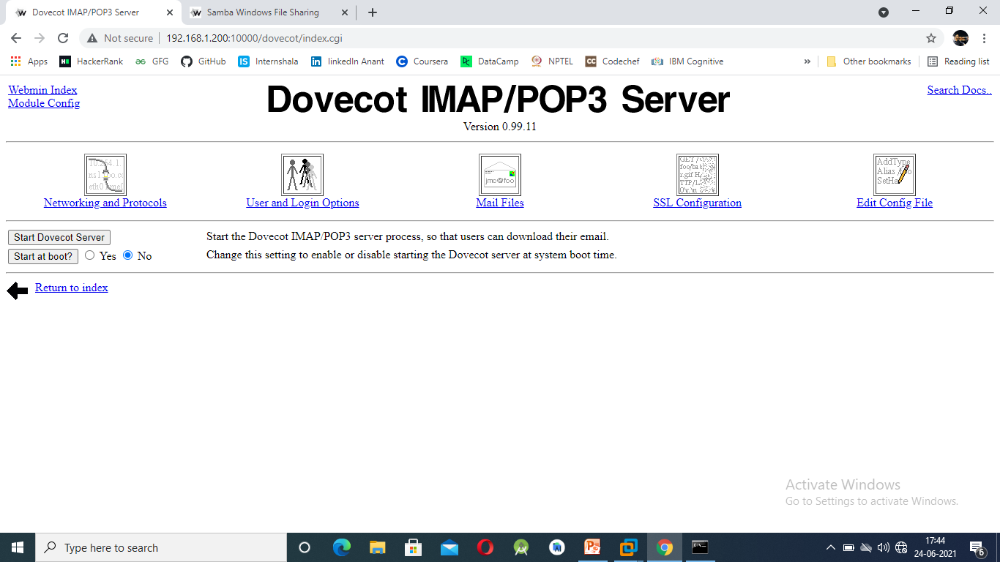 Dovecot IMAP/POP3 Server
Samba Windows File Sharing
Not secure 192.168.1.200:10000/dovecot/index.cgi
Apps HackerRank GFG GitHub Internshala linkedIn Anant Coursera DataCamp NPTEL Codechef IBM Cognitive » Other bookmarks Reading list
Webmin Index
Module Config
Dovecot IMAP/POP3 Server
Search Docs..
Version 0.99.11
Networking and Protocols
User and Login Options
jmc@foo
Mail Files
SSL Configuration
AddType
Alias
SetHa
Edit Config File
Start Dovecot Server Start the Dovecot IMAP/POP3 server process, so that users can download their email.
Start at boot? Yes No Change this setting to enable or disable starting the Dovecot server at system boot time.
Return to index
Activate Windows
Go to Settings to activate Windows.
Type here to search
17:44
24-06-2021
6